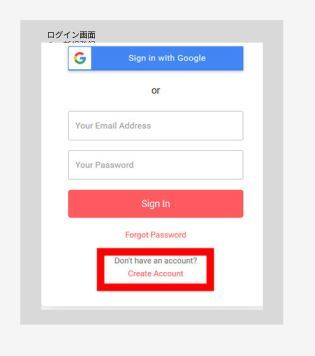 ログイン画面
Sign in with Google
or
Your Email Address
Your Password
Sign In
Forgot Password
Don't have an account?
Create Account